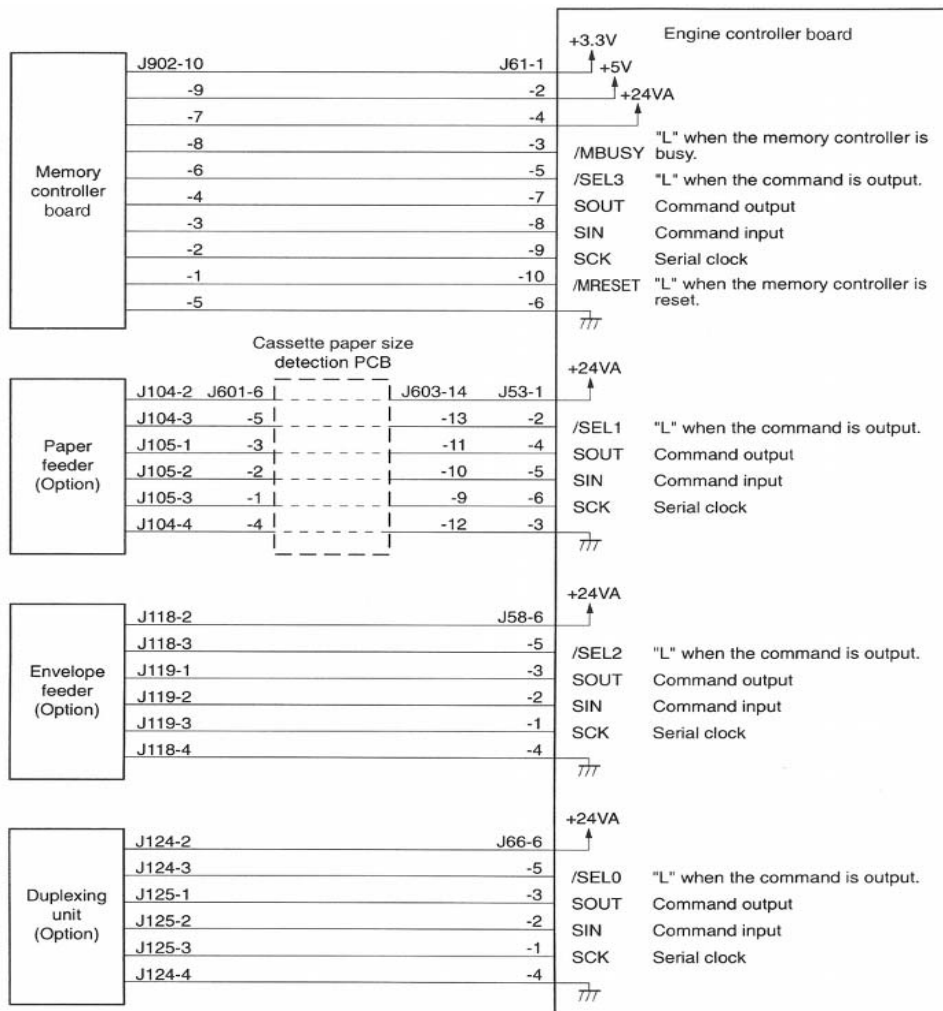 Engine controller board
+3.3V
+5V
+24VA
J902-10 J61-1
-9 -2
-7 -4
-8 -3 /MBUSY "L" when the memory controller is
busy.
-6 -5 /SEL3 "L" when the command is output.
-4 -7 SOUT Command output
-3 -8 SIN Command input
-2 -9 SCK Serial clock
-1 -10 /MRESET "L" when the memory controller is
reset.
-5 -6
Memory
controller
board
Cassette paper size
detection PCB
+24VA
J104-2 J601-6 J603-14 J53-1
J104-3 -5 -13 -2 /SEL1 "L" when the command is output.
J105-1 -3 -11 -4 SOUT Command output
J105-2 -2 -10 -5 SIN Command input
J105-3 -1 -9 -6 SCK Serial clock
J104-4 -4 -12 -3
Paper
feeder
(Option)
+24VA
J118-2 J58-6
J118-3 -5 /SEL2 "L" when the command is output.
J119-1 -3 SOUT Command output
J119-2 -2 SIN Command input
J119-3 -1 SCK Serial clock
J118-4 -4
Envelope
feeder
(Option)
+24VA
J124-2 J66-6
J124-3 -5 /SEL0 "L" when the command is output.
J125-1 -3 SOUT Command output
J125-2 -2 SIN Command input
J125-3 -1 SCK Serial clock
J124-4 -4
Duplexing
unit
(Option)